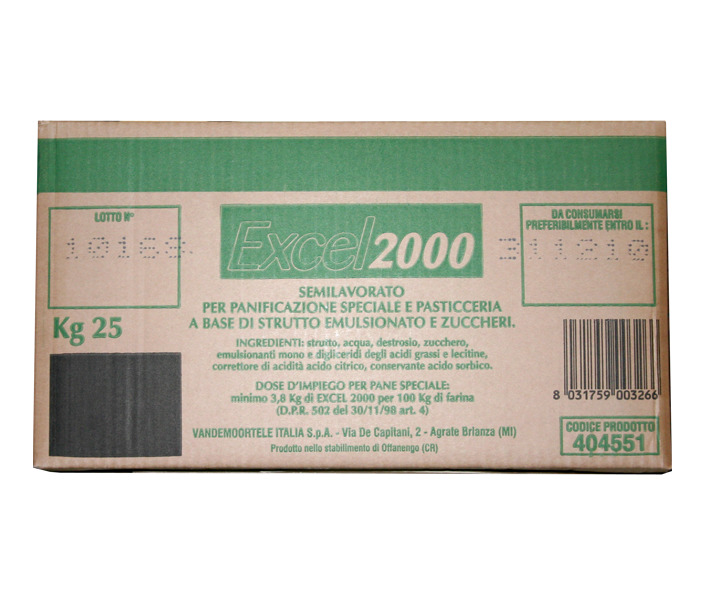 LOTTO N°
10168
Excel 2000
DA CONSUMARSI
PREFERIBILMENTE ENTRO IL :
311210
SEMILAVORATO
PER PANIFICAZIONE SPECIALE E PASTICCERIA
A BASE DI STRUTTO EMULSIONATO E ZUCCHERI.
Kg 25
INGREDIENTI: strutto, acqua, destrosio, zucchero,
emulsionanti mono e digliceridi degli acidi grassi e lecitine,
correttore di acidità acido citrico, conservante acido sorbico.
DOSE D'IMPIEGO PER PANE SPECIALE:
minimo 3,8 Kg di EXCEL 2000 per 100 Kg di farina
(D.P.R. 502 del 30/11/98 art. 4)
8 031759 003266
VANDEMOORTELE ITALIA S.p.A. - Via De Capitani, 2 - Agrate Brianza (MI)
Prodotto nello stabilimento di Offanengo (CR)
CODICE PRODOTTO
404551